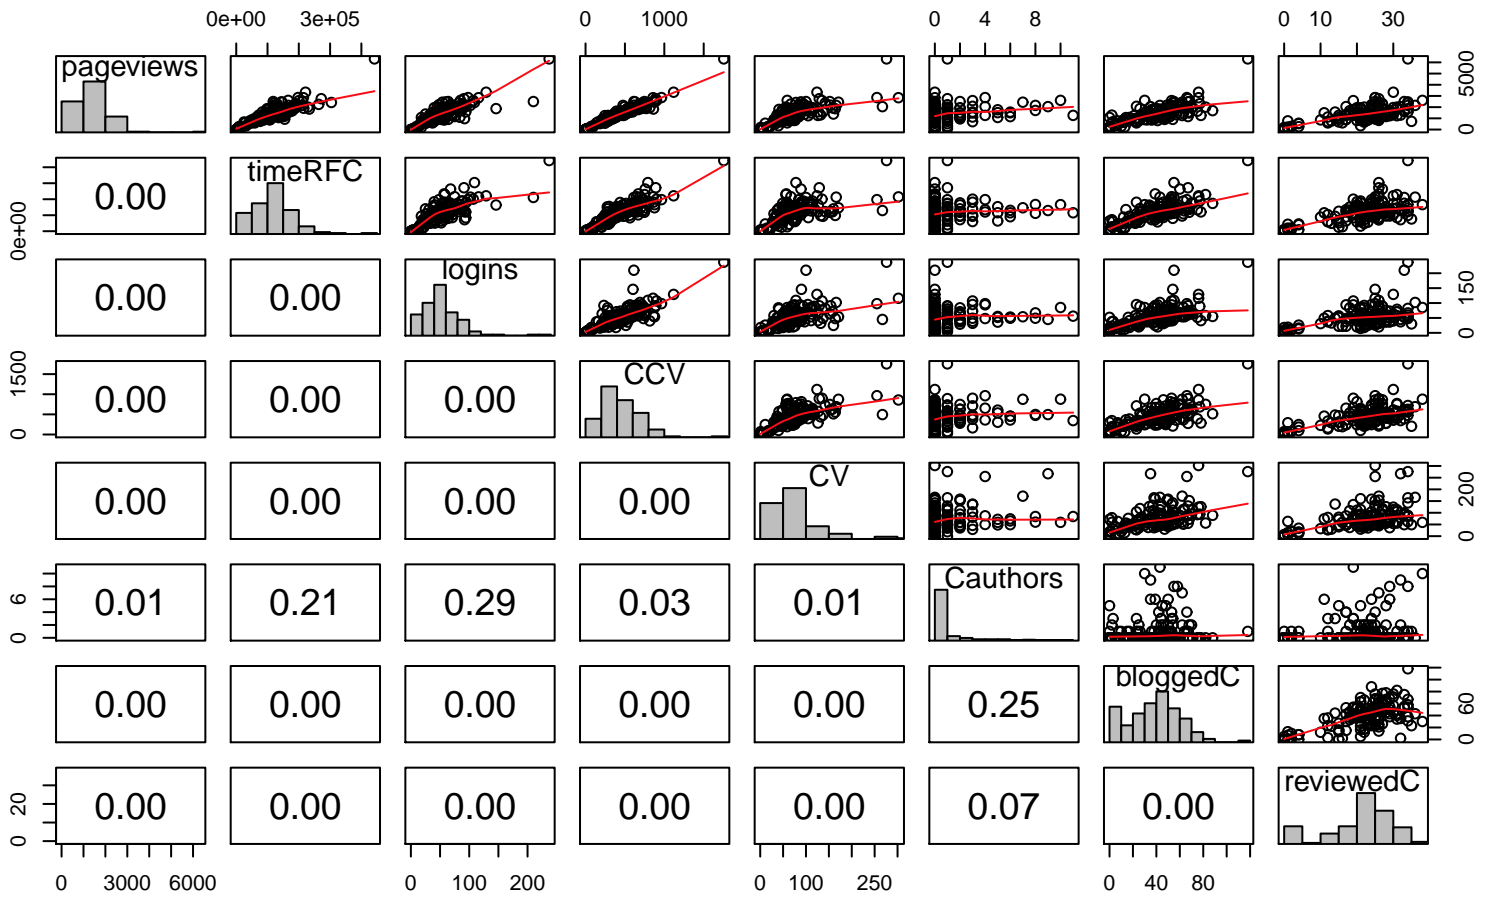 0e+00 3e+05 0 1000 0 4 8 0 10 30
pageviews 0 5000
0.00 timeRFC 0e+00
0.00 0.00 logins 0 150
0 1500 0.00 0.00 0.00 CCV
0.00 0.00 0.00 0.00 CV 0 200
0 6 0.01 0.21 0.29 0.03 0.01 Cauthors
0.00 0.00 0.00 0.00 0.00 0.25 bloggedC 0 60
0 20 0.00 0.00 0.00 0.00 0.00 0.07 0.00 reviewedC
0 3000 6000 0 100 200 0 100 250 0 40 80